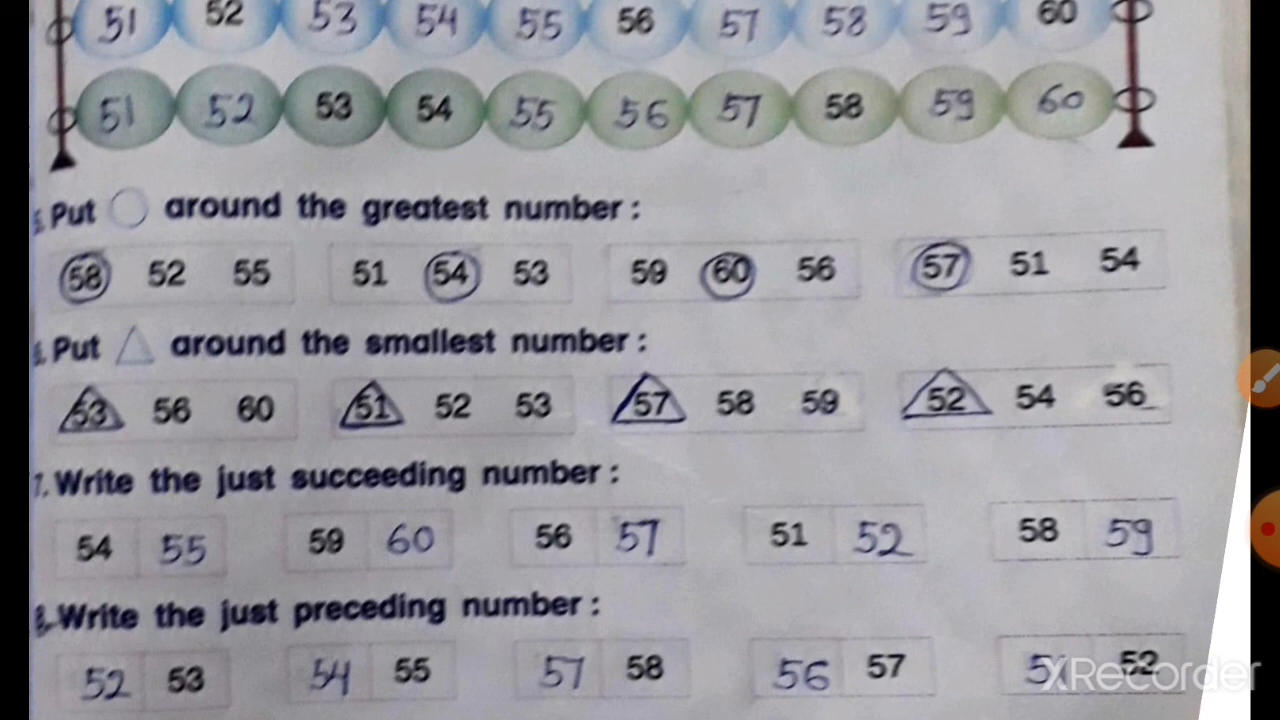 51 52 53 54 55 56 57 58 59 60
51 52 53 54 55 56 57 58 59 60
Put ○ around the greatest number :
58 52 55 51 54 53 59 60 56 57 51 54
Put △ around the smallest number :
53 56 60 51 52 53 57 58 59 52 54 56
7. Write the just succeeding number :
54 55 59 60 56 57 51 52 58 59
8. Write the just preceding number :
52 53 54 55 57 58 56 57 52
XRecorder